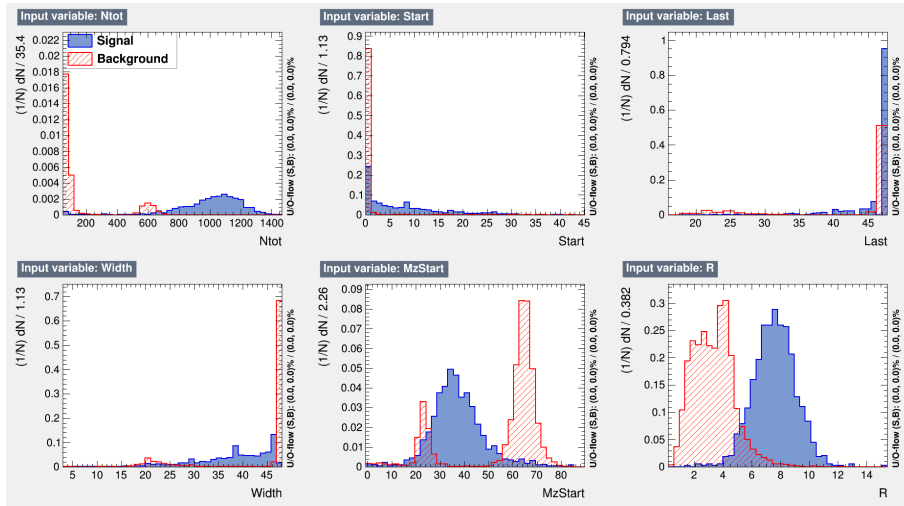 Input variable: Ntot
(1/N) dN / 35.4
0.022
0.02
0.018
0.016
0.014
0.012
0.01
0.008
0.006
0.004
0.002
0
Signal
Background
200 400 600 800 1000 1200 1400
Ntot
U/O-flow (S,B): (0.0, 0.0)% / (0.0, 0.0)%
Input variable: Start
(1/N) dN / 1.13
0.9
0.8
0.7
0.6
0.5
0.4
0.3
0.2
0.1
0
0 5 10 15 20 25 30 35 40 45
Start
U/O-flow (S,B): (0.0, 0.0)% / (0.0, 0.0)%
Input variable: Last
(1/N) dN / 0.794
1
0.8
0.6
0.4
0.2
0
20 25 30 35 40 45
Last
U/O-flow (S,B): (0.0, 0.0)% / (0.0, 0.0)%
Input variable: Width
(1/N) dN / 1.13
0.7
0.6
0.5
0.4
0.3
0.2
0.1
0
5 10 15 20 25 30 35 40 45
Width
U/O-flow (S,B): (0.0, 0.0)% / (0.0, 0.0)%
Input variable: MzStart
(1/N) dN / 2.26
0.09
0.08
0.07
0.06
0.05
0.04
0.03
0.02
0.01
0
0 10 20 30 40 50 60 70 80
MzStart
U/O-flow (S,B): (0.0, 0.0)% / (0.0, 0.0)%
Input variable: R
(1/N) dN / 0.382
0.3
0.25
0.2
0.15
0.1
0.05
0
2 4 6 8 10 12 14
R
U/O-flow (S,B): (0.0, 0.0)% / (0.0, 0.0)%